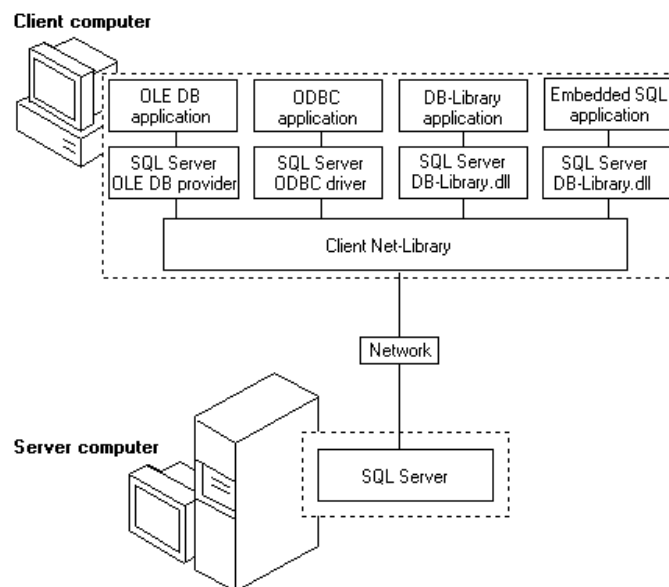 Client computer
OLE DB
application
ODBC
application
DB-Library
application
Embedded SQL
application
SQL Server
OLE DB provider
SQL Server
ODBC driver
SQL Server
DB-Library.dll
SQL Server
DB-Library.dll
Client Net-Library
Network
Server computer
SQL Server